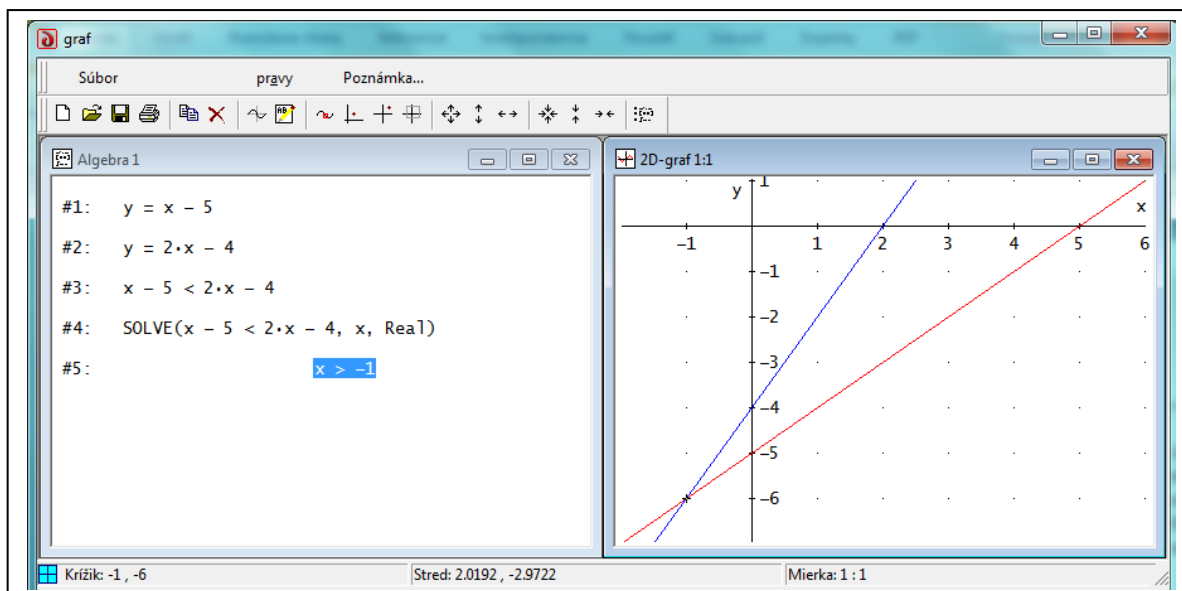 graf
Súbor pravy Poznámka...
Algebra 1
#1: y = x - 5
#2: y = 2·x - 4
#3: x - 5 < 2·x - 4
#4: SOLVE(x - 5 < 2·x - 4, x, Real)
#5: x > -1
2D-graf 1:1
y 1
x
-1 1 2 3 4 5 6
-1
-2
-3
-4
-5
-6
Krížik: -1 , -6 Stred: 2.0192 , -2.9722 Mierka: 1 : 1